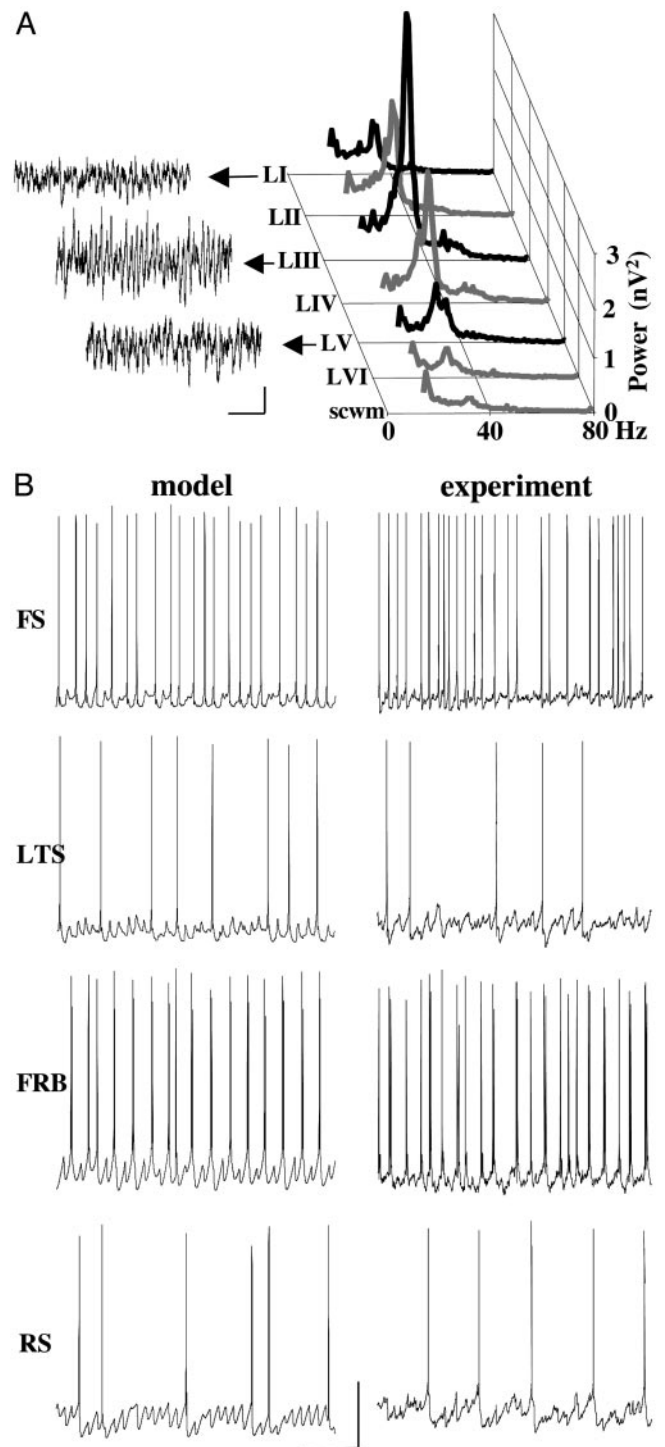 A
LI
LII
LIII
LIV
LV
LVI
scwm
0 40 80 Hz
3
2
1
0
Power (nV²)
B
model experiment
FS
LTS
FRB
RS